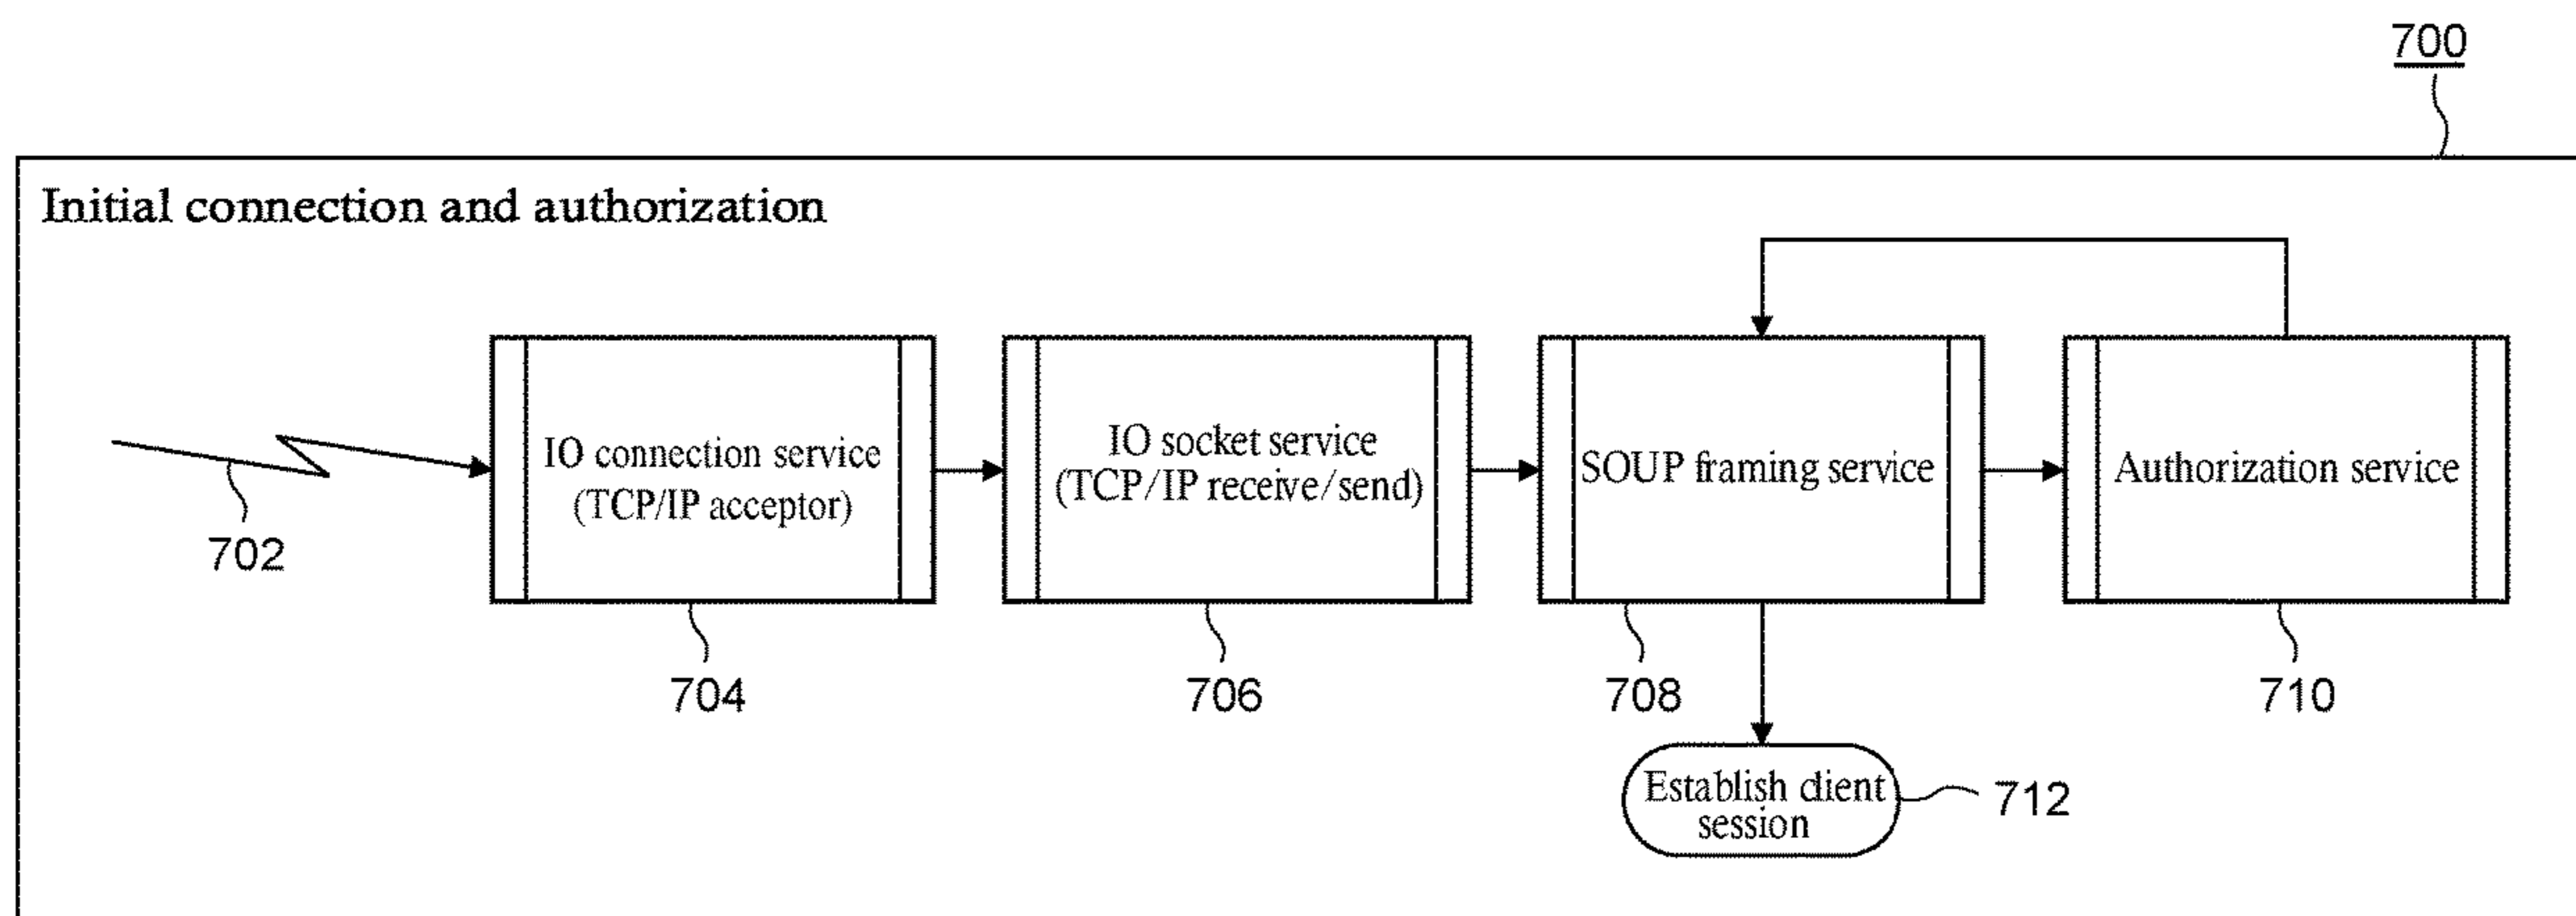 700
Initial connection and authorization
IO connection service
(TCP/IP acceptor)
IO socket service
(TCP/IP receive/send)
SOUP framing service
Authorization service
702
704
706
708
710
Establish client
session
712